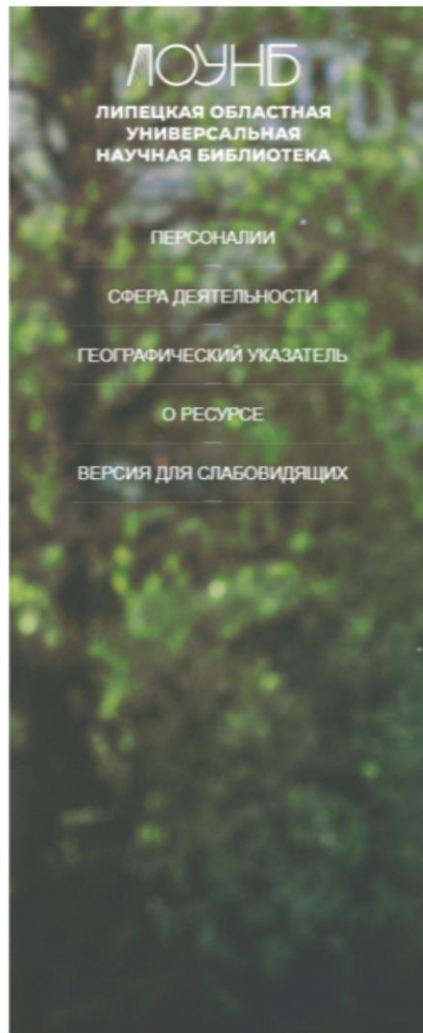 ЛОУНБ
ЛИПЕЦКАЯ ОБЛАСТНАЯ
УНИВЕРСАЛЬНАЯ
НАУЧНАЯ БИБЛИОТЕКА
ПЕРСОНАЛИИ
СФЕРА ДЕЯТЕЛЬНОСТИ
ГЕОГРАФИЧЕСКИЙ УКАЗАТЕЛЬ
О РЕСУРСЕ
ВЕРСИЯ ДЛЯ СЛАБОВИДЯЩИХ